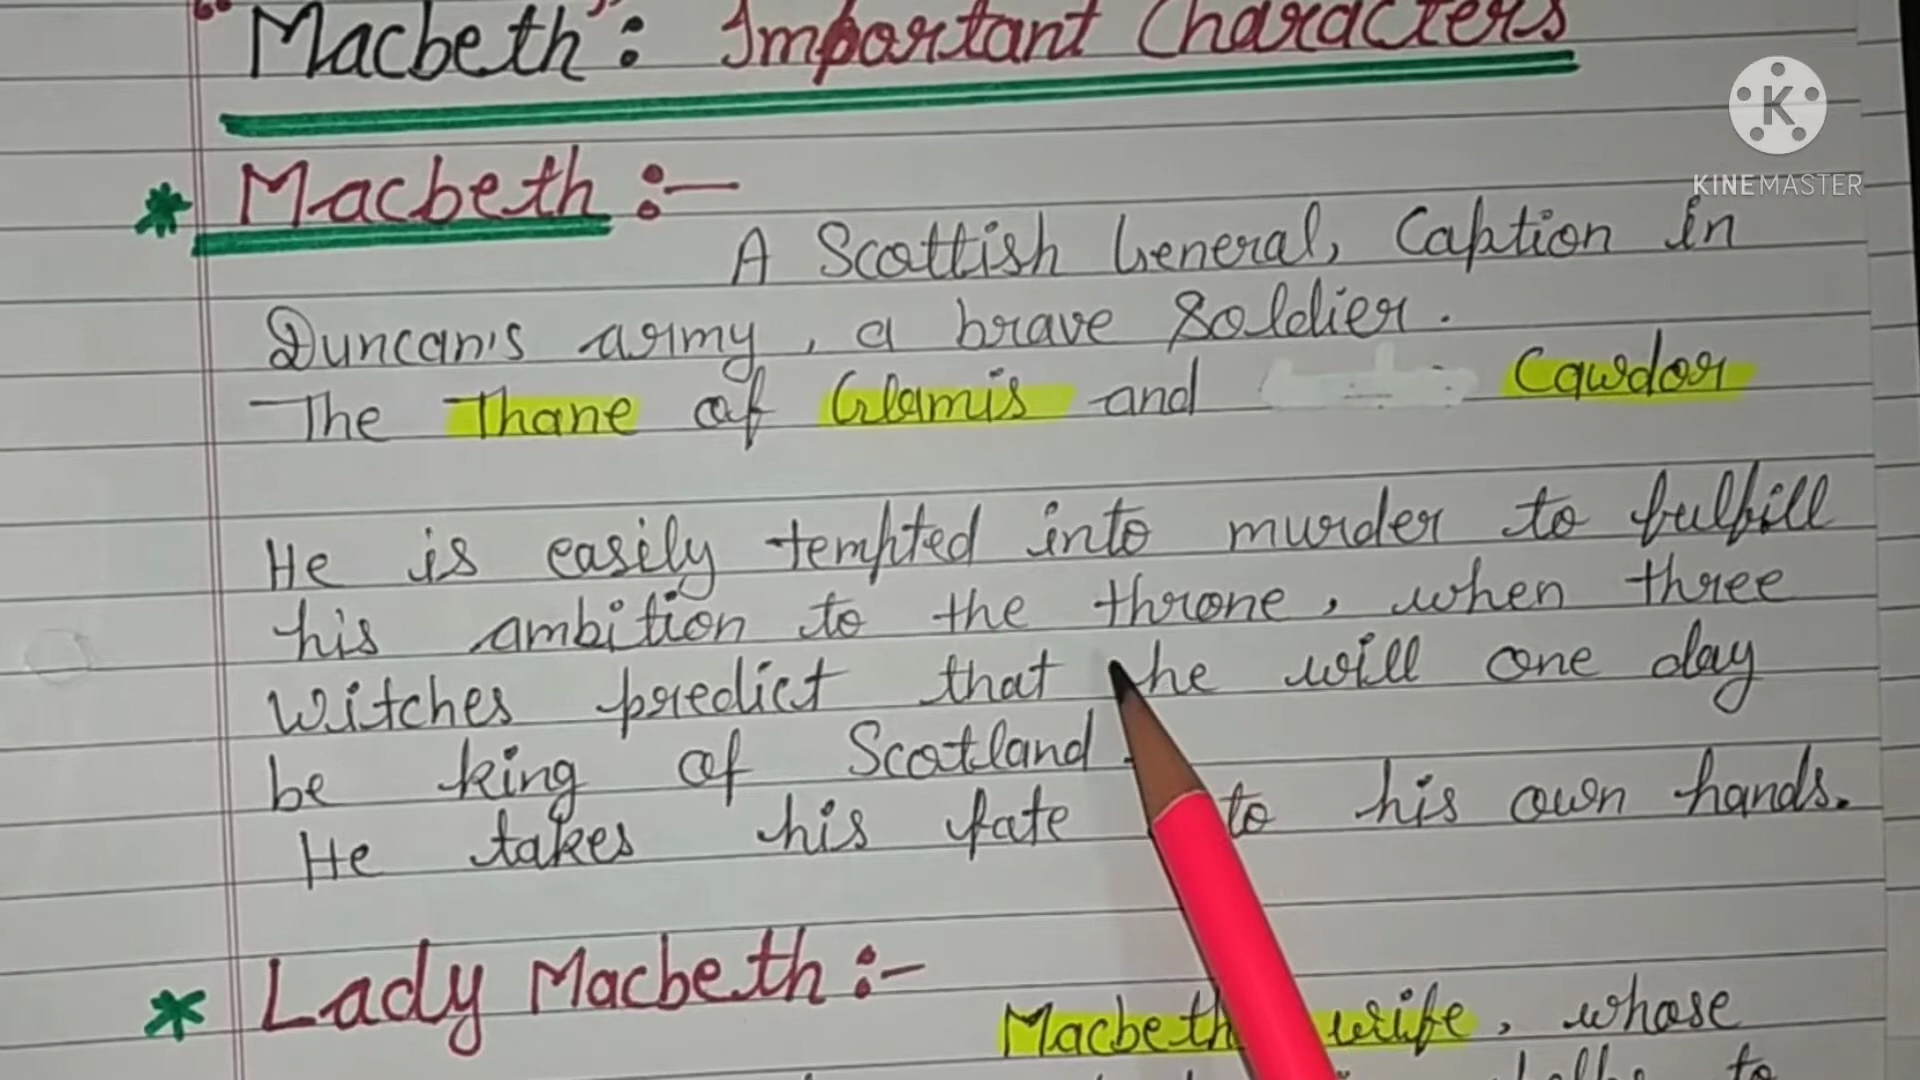 "Macbeth": Important Characters
KINEMASTER
* Macbeth :-
A Scottish General, Caption in
Duncan's army, a brave Soldier.
The Thane of Glamis and Cawdor
He is easily tempted into murder to fulfill
his ambition to the throne, when three
Witches predict that he will one day
be king of Scotland.
He takes his fate to his own hands.
* Lady Macbeth :-
Macbeth wife, whose
to